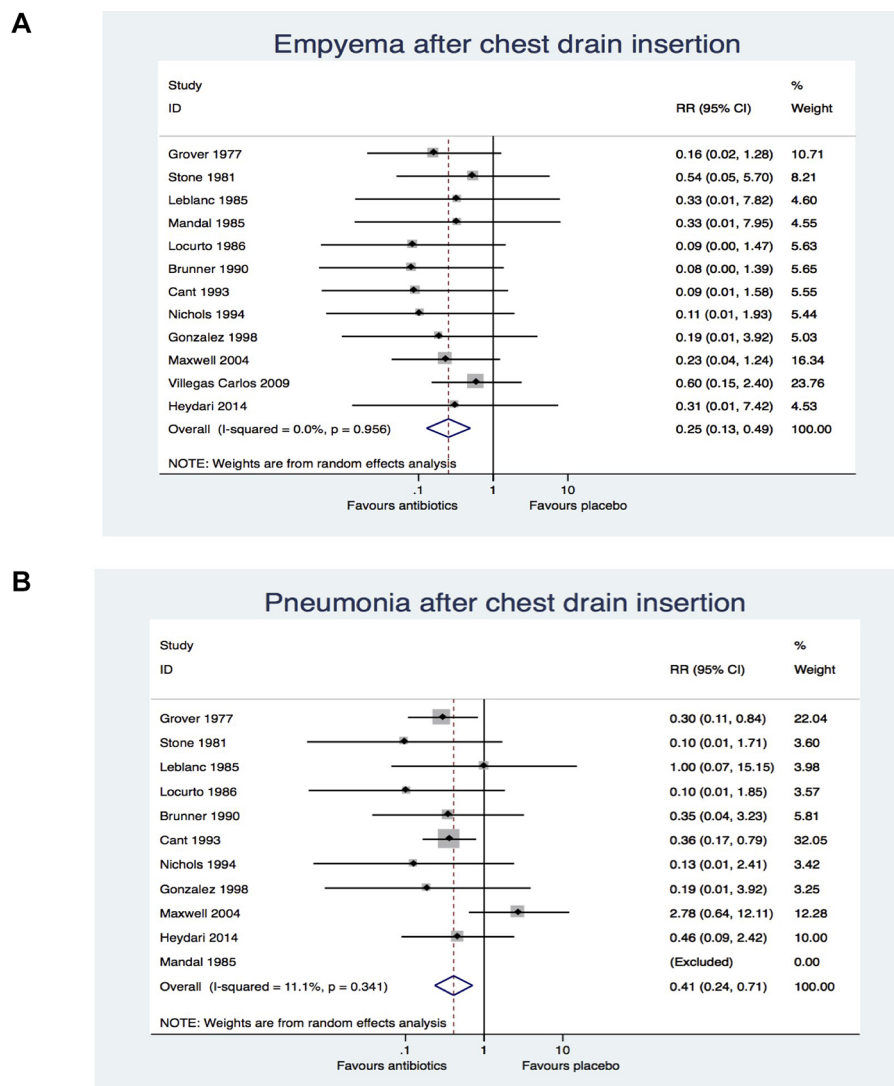 A
Empyema after chest drain insertion
Study %
ID RR (95% CI) Weight
Grover 1977 0.16 (0.02, 1.28) 10.71
Stone 1981 0.54 (0.05, 5.70) 8.21
Leblanc 1985 0.33 (0.01, 7.82) 4.60
Mandal 1985 0.33 (0.01, 7.95) 4.55
Locurto 1986 0.09 (0.00, 1.47) 5.63
Brunner 1990 0.08 (0.00, 1.39) 5.65
Cant 1993 0.09 (0.01, 1.58) 5.55
Nichols 1994 0.11 (0.01, 1.93) 5.44
Gonzalez 1998 0.19 (0.01, 3.92) 5.03
Maxwell 2004 0.23 (0.04, 1.24) 16.34
Villegas Carlos 2009 0.60 (0.15, 2.40) 23.76
Heydari 2014 0.31 (0.01, 7.42) 4.53
Overall (I-squared = 0.0%, p = 0.956) 0.25 (0.13, 0.49) 100.00
NOTE: Weights are from random effects analysis
.1 1 10
Favours antibiotics Favours placebo
B
Pneumonia after chest drain insertion
Study %
ID RR (95% CI) Weight
Grover 1977 0.30 (0.11, 0.84) 22.04
Stone 1981 0.10 (0.01, 1.71) 3.60
Leblanc 1985 1.00 (0.07, 15.15) 3.98
Locurto 1986 0.10 (0.01, 1.85) 3.57
Brunner 1990 0.35 (0.04, 3.23) 5.81
Cant 1993 0.36 (0.17, 0.79) 32.05
Nichols 1994 0.13 (0.01, 2.41) 3.42
Gonzalez 1998 0.19 (0.01, 3.92) 3.25
Maxwell 2004 2.78 (0.64, 12.11) 12.28
Heydari 2014 0.46 (0.09, 2.42) 10.00
Mandal 1985 (Excluded) 0.00
Overall (I-squared = 11.1%, p = 0.341) 0.41 (0.24, 0.71) 100.00
NOTE: Weights are from random effects analysis
.1 1 10
Favours antibiotics Favours placebo